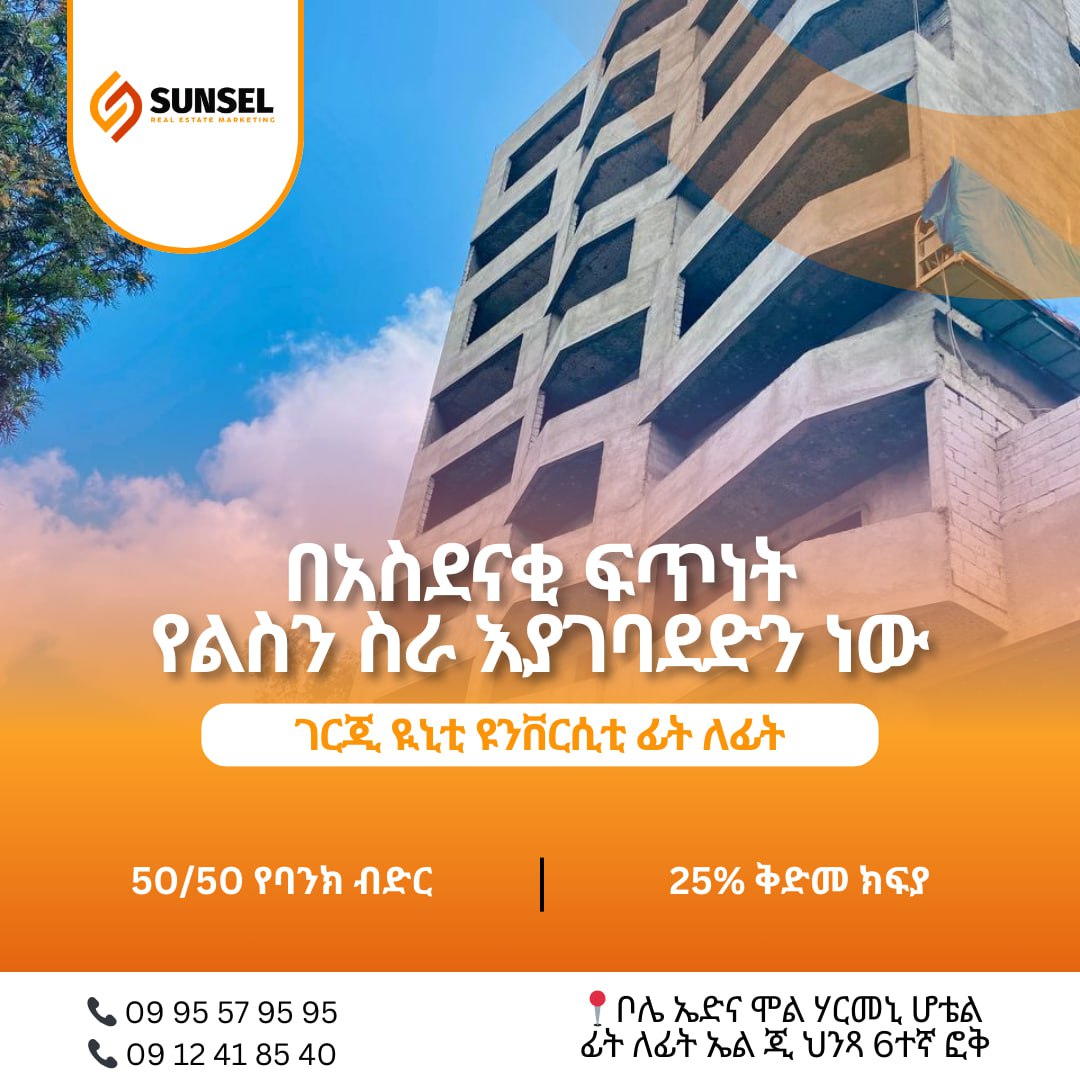 SUNSEL
REAL ESTATE MARKETING
በአስደናቂ ፍጥነት
የልስን ስራ እያገባደድን ነው
ገርጂ ዪኒቲ ዩንቨርሲቲ ፊት ለፊት
50/50 የባንክ ብድር
25% ቅድመ ክፍያ
09 95 57 95 95
09 12 41 85 40
ቦሌ ኤድና ሞል ሃርመኒ ሆቴል
ፊት ለፊት ኤል ጂ ህንጻ 6ተኛ ፎቅ